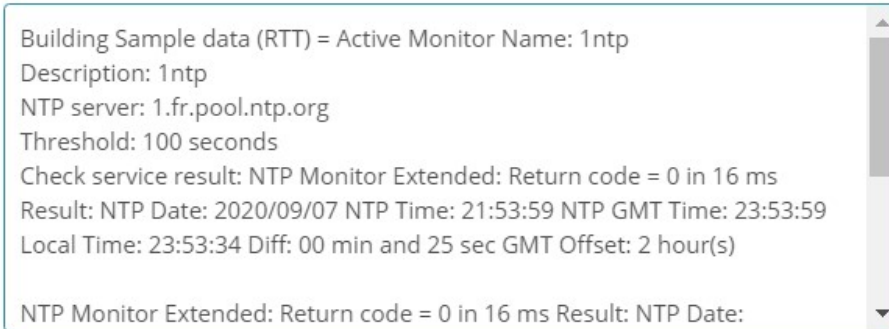 Building Sample data (RTT) = Active Monitor Name: 1ntp
Description: 1ntp
NTP server: 1.fr.pool.ntp.org
Threshold: 100 seconds
Check service result: NTP Monitor Extended: Return code = 0 in 16 ms
Result: NTP Date: 2020/09/07 NTP Time: 21:53:59 NTP GMT Time: 23:53:59
Local Time: 23:53:34 Diff: 00 min and 25 sec GMT Offset: 2 hour(s)
NTP Monitor Extended: Return code = 0 in 16 ms Result: NTP Date: